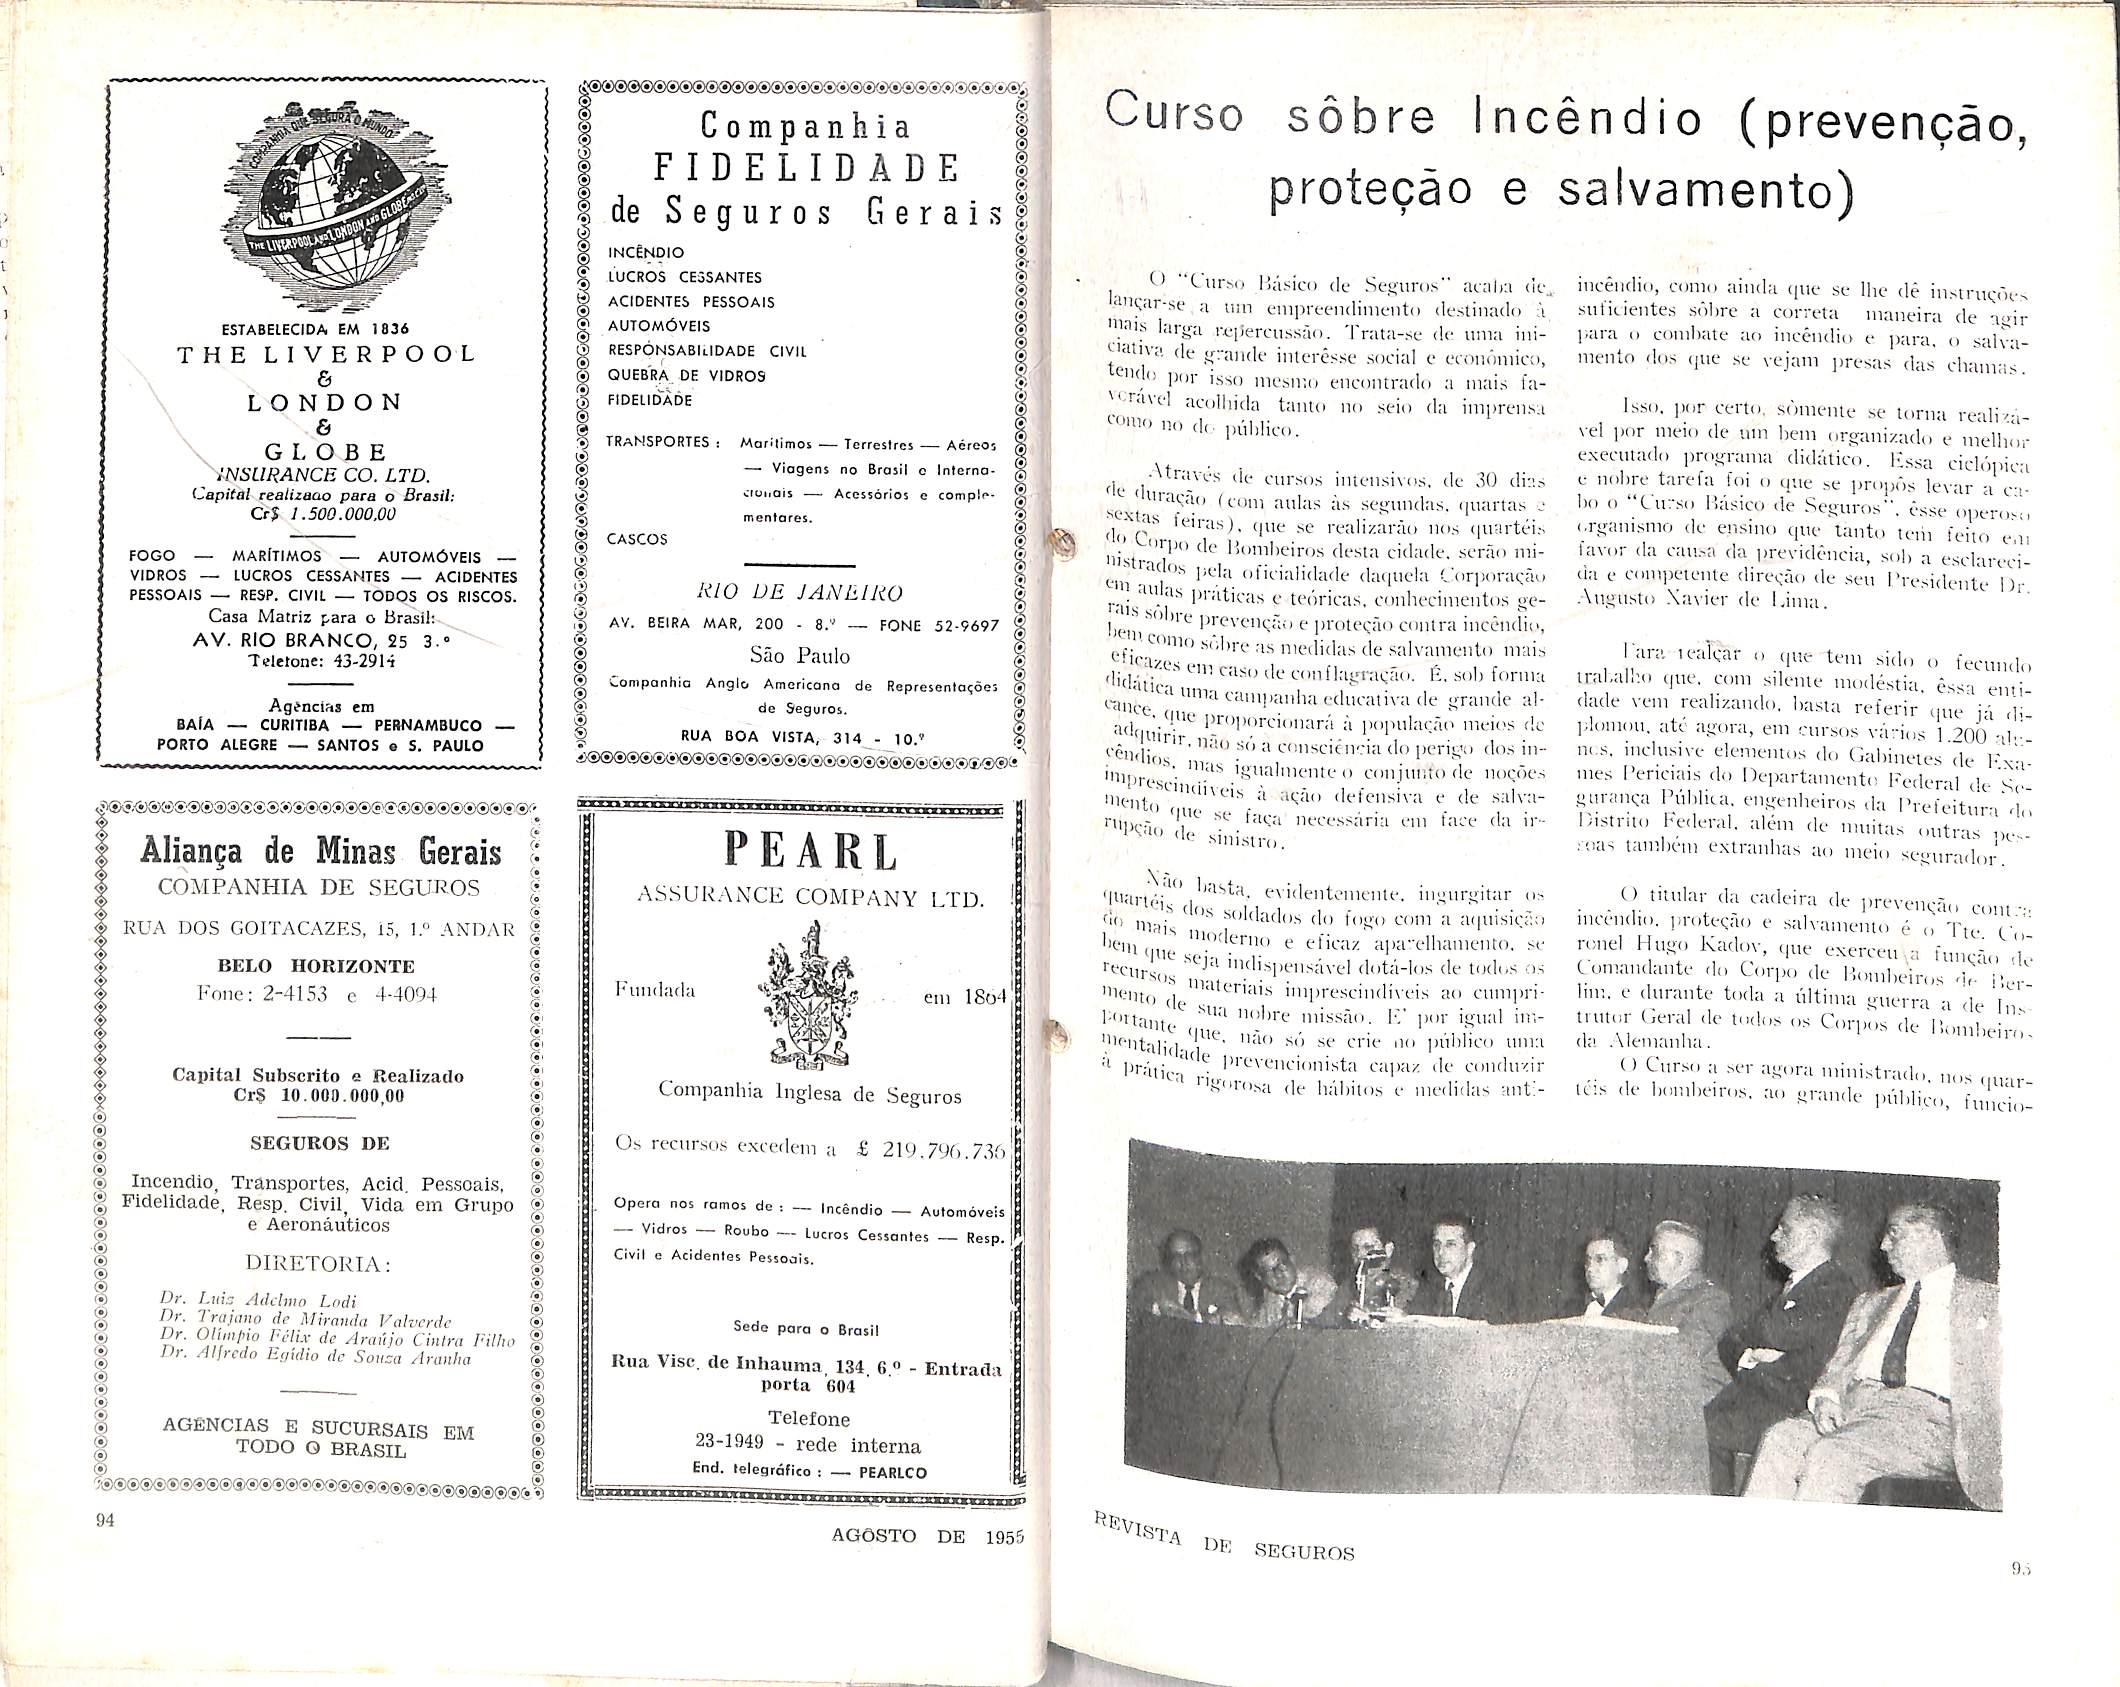 A COMPANHIA QUE SEGURA O MUNDO
THE LIVERPOOL AND LONDON AND GLOBE
ESTABELECIDA EM 1836
THE LIVERPOOL
&
LONDON
&
GLOBE
INSURANCE CO. LTD.
Capital realizado para o Brasil:
Cr$ 1.500.000,00
FOGO — MARÍTIMOS — AUTOMÓVEIS —
VIDROS — LUCROS CESSANTES — ACIDENTES
PESSOAIS — RESP. CIVIL — TODOS OS RISCOS.
Casa Matriz para o Brasil:
AV. RIO BRANCO, 25 3.º
Telefone: 43-2914
Agências em
BAÍA — CURITIBA — PERNAMBUCO —
PORTO ALEGRE — SANTOS e S. PAULO
Companhia
FIDELIDADE
de Seguros Gerais
INCÊNDIO
LUCROS CESSANTES
ACIDENTES PESSOAIS
AUTOMÓVEIS
RESPONSABILIDADE CIVIL
QUEBRA DE VIDROS
FIDELIDADE
TRANSPORTES : Marítimos — Terrestres — Aéreos
— Viagens no Brasil e Interna-
cionais — Acessórios e comple-
mentares.
CASCOS
RIO DE JANEIRO
AV. BEIRA MAR, 200 - 8.º — FONE 52-9697
São Paulo
Companhia Anglo Americana de Representações
de Seguros.
RUA BOA VISTA, 314 - 10.º
Aliança de Minas Gerais
COMPANHIA DE SEGUROS
RUA DOS GOITACAZES, 15, 1.º ANDAR
BELO HORIZONTE
Fone: 2-4153 e 4-4094
Capital Subscrito e Realizado
Cr$ 10.000.000,00
SEGUROS DE
Incendio, Transportes, Acid. Pessoais,
Fidelidade, Resp. Civil, Vida em Grupo
e Aeronáuticos
DIRETORIA:
Dr. Luiz Adelmo Lodi
Dr. Trajano de Miranda Valverde
Dr. Olímpio Félix de Araújo Cintra Filho
Dr. Alfredo Egídio de Souza Aranha
AGÊNCIAS E SUCURSAIS EM
TODO O BRASIL
PEARL
ASSURANCE COMPANY LTD.
Fundada em 1864
Companhia Inglesa de Seguros
Os recursos excedem a £ 219.796.736
Opera nos ramos de : — Incêndio — Automóveis
— Vidros — Roubo — Lucros Cessantes — Resp.
Civil e Acidentes Pessoais.
Sede para o Brasil
Rua Visc. de Inhauma, 134, 6.º - Entrada
porta 604
Telefone
23-1949 - rede interna
End. telegráfico : — PEARLCO
94
AGÔSTO DE 1955
Curso sôbre Incêndio (prevenção,
proteção e salvamento)
O "Curso Básico de Seguros" acaba de
lançar-se a um empreendimento destinado à
mais larga repercussão. Trata-se de uma ini-
ciativa de grande interêsse social e econômico,
tendo por isso mesmo encontrado a mais fa-
vorável acolhida tanto no seio da imprensa
como no do público.
Através de cursos intensivos, de 30 dias
de duração (com aulas às segundas, quartas e
sextas feiras), que se realizarão nos quartéis
do Corpo de Bombeiros desta cidade, serão mi-
nistrados pela oficialidade daquela Corporação
em aulas práticas e teóricas, conhecimentos ge-
rais sôbre prevenção e proteção contra incêndio,
bem como sôbre as medidas de salvamento mais
eficazes em caso de conflagração. É, sob forma
didática uma campanha educativa de grande al-
cance, que proporcionará à população meios de
adquirir, não só a consciência do perigo dos in-
cêndios, mas igualmente o conjunto de noções
imprescindíveis à ação defensiva e de salva-
mento que se faça necessária em face da ir-
rupção de sinistro.
Não basta, evidentemente, ingurgitar os
quartéis dos soldados do fogo com a aquisição
do mais moderno e eficaz aparelhamento, se
bem que seja indispensável dotá-los de todos os
recursos materiais imprescindíveis ao cumpri-
mento de sua nobre missão. E' por igual im-
portante que, não só se crie no público uma
mentalidade prevencionista capaz de conduzir
à prática rigorosa de hábitos e medidas anti-
incêndio, como ainda que se lhe dê instruções
suficientes sôbre a correta maneira de agir
para o combate ao incêndio e para, o salva-
mento dos que se vejam presas das chamas.
Isso, por certo, sòmente se torna realizá-
vel por meio de um bem organizado e melhor
executado programa didático. Essa ciclópica
e nobre tarefa foi o que se propôs levar a ca-
bo o "Curso Básico de Seguros", êsse operoso
organismo de ensino que tanto tem feito em
favor da causa da previdência, sob a esclareci-
da e competente direção de seu Presidente Dr.
Augusto Xavier de Lima.
Para realçar o que tem sido o fecundo
trabalho que, com silente modéstia, êssa enti-
dade vem realizando, basta referir que já di-
plomou, até agora, em cursos vários 1.200 alu-
nos, inclusive elementos do Gabinetes de Exa-
mes Periciais do Departamento Federal de Se-
gurança Pública, engenheiros da Prefeitura do
Distrito Federal, além de muitas outras pes-
soas também extranhas ao meio segurador.
O titular da cadeira de prevenção contra
incêndio, proteção e salvamento é o Tte. Co-
ronel Hugo Kadov, que exerceu a função de
Comandante do Corpo de Bombeiros de Ber-
lim, e durante toda a última guerra a de Ins-
trutor Geral de todos os Corpos de Bombeiros
da Alemanha.
O Curso a ser agora ministrado, nos quar-
téis de bombeiros, ao grande público, funcio-
REVISTA DE SEGUROS
95